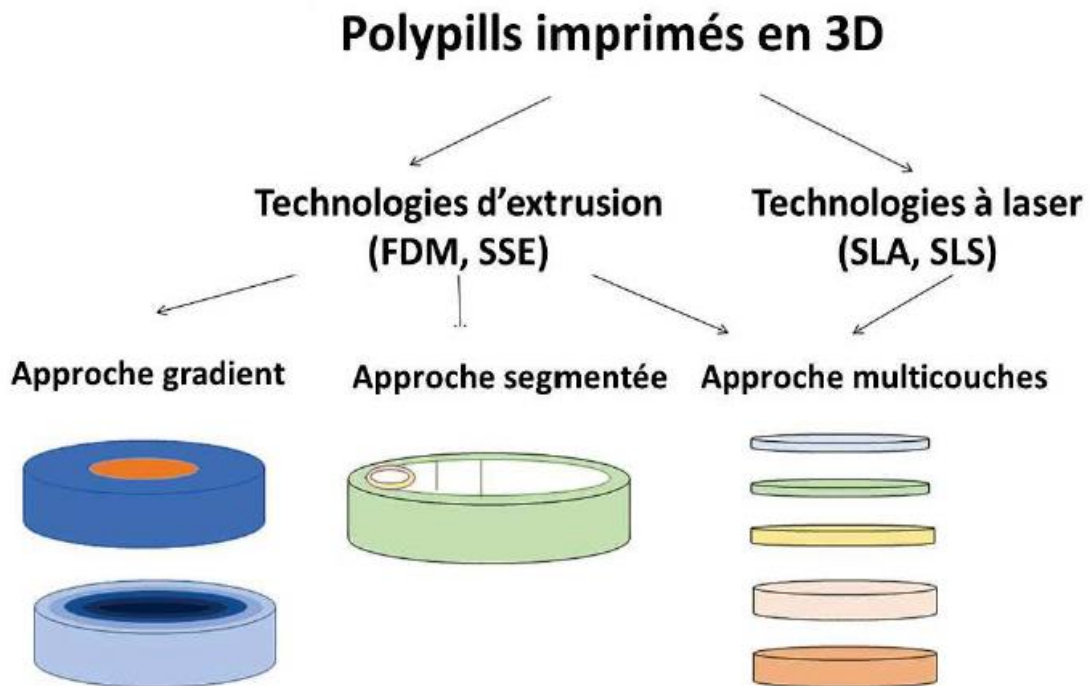 Polypills imprimés en 3D
Technologies d'extrusion
(FDM, SSE)
Technologies à laser
(SLA, SLS)
Approche gradient
Approche segmentée
Approche multicouches